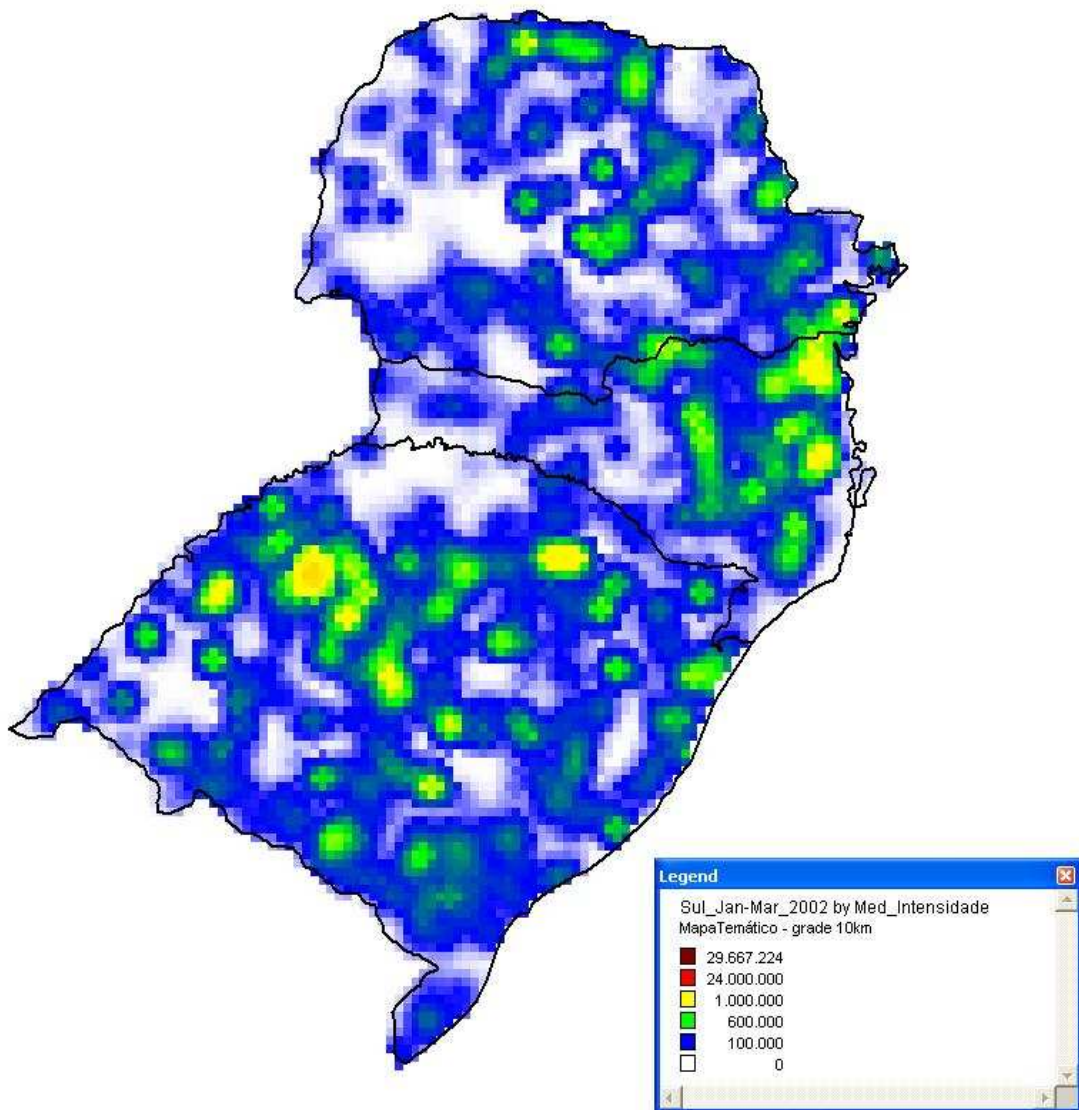 Legend
Sul_Jan-Mar_2002 by Med_Intensidade
MapaTemático - grade 10km
29.667.224
24.000.000
1.000.000
600.000
100.000
0